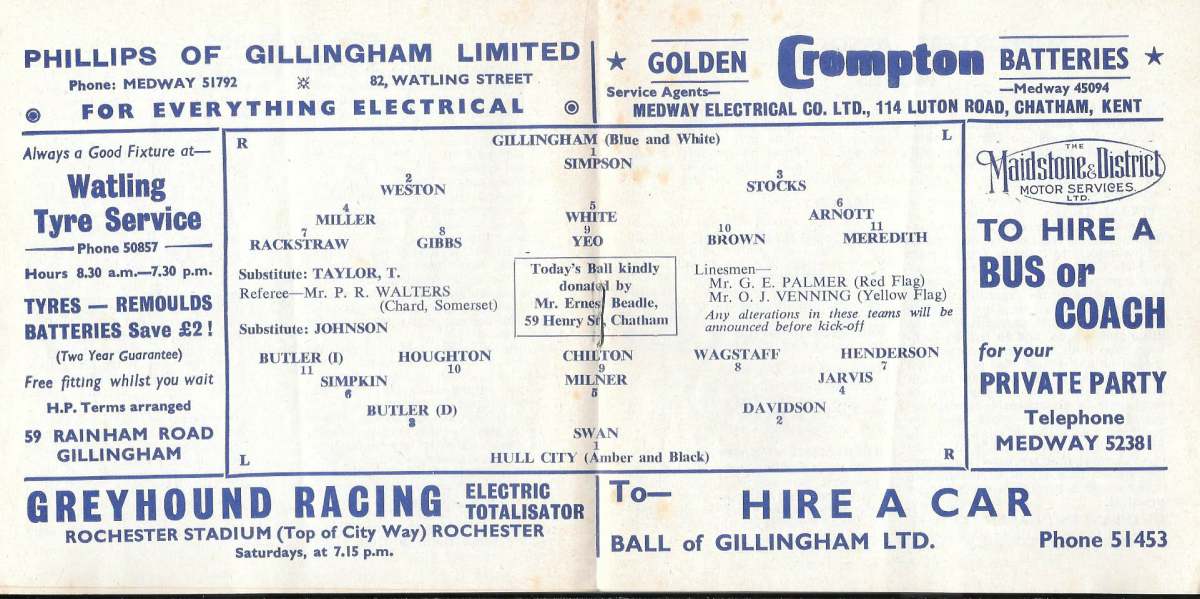 PHILLIPS OF GILLINGHAM LIMITED
Phone: MEDWAY 51792 82, WATLING STREET
FOR EVERYTHING ELECTRICAL
GOLDEN Crompton BATTERIES
Service Agents— —Medway 45094
MEDWAY ELECTRICAL CO. LTD., 114 LUTON ROAD, CHATHAM, KENT
Always a Good Fixture at—
Watling
Tyre Service
Phone 50857
Hours 8.30 a.m.—7.30 p.m.
TYRES — REMOULDS
BATTERIES Save £2!
(Two Year Guarantee)
Free fitting whilst you wait
H.P. Terms arranged
59 RAINHAM ROAD
GILLINGHAM
R GILLINGHAM (Blue and White) L
1
SIMPSON
2 3
WESTON STOCKS
4 5 6
MILLER WHITE ARNOTT
7 8 9 10 11
RACKSTRAW GIBBS YEO BROWN MEREDITH
Substitute: TAYLOR, T.
Referee—Mr. P. R. WALTERS
(Chard, Somerset)
Substitute: JOHNSON
Today's Ball kindly
donated by
Mr. Ernest Beadle,
59 Henry St, Chatham
Linesmen—
Mr. G. E. PALMER (Red Flag)
Mr. O. J. VENNING (Yellow Flag)
Any alterations in these teams will be
announced before kick-off
BUTLER (I) HOUGHTON CHILTON WAGSTAFF HENDERSON
11 10 9 8 7
SIMPKIN MILNER JARVIS
6 5 4
BUTLER (D) DAVIDSON
3 2
SWAN
1
L HULL CITY (Amber and Black) R
THE
Maidstone & District
MOTOR SERVICES
LTD.
TO HIRE A
BUS or
COACH
for your
PRIVATE PARTY
Telephone
MEDWAY 52381
GREYHOUND RACING ELECTRIC
TOTALISATOR
ROCHESTER STADIUM (Top of City Way) ROCHESTER
Saturdays, at 7.15 p.m.
To—
HIRE A CAR
BALL of GILLINGHAM LTD. Phone 51453